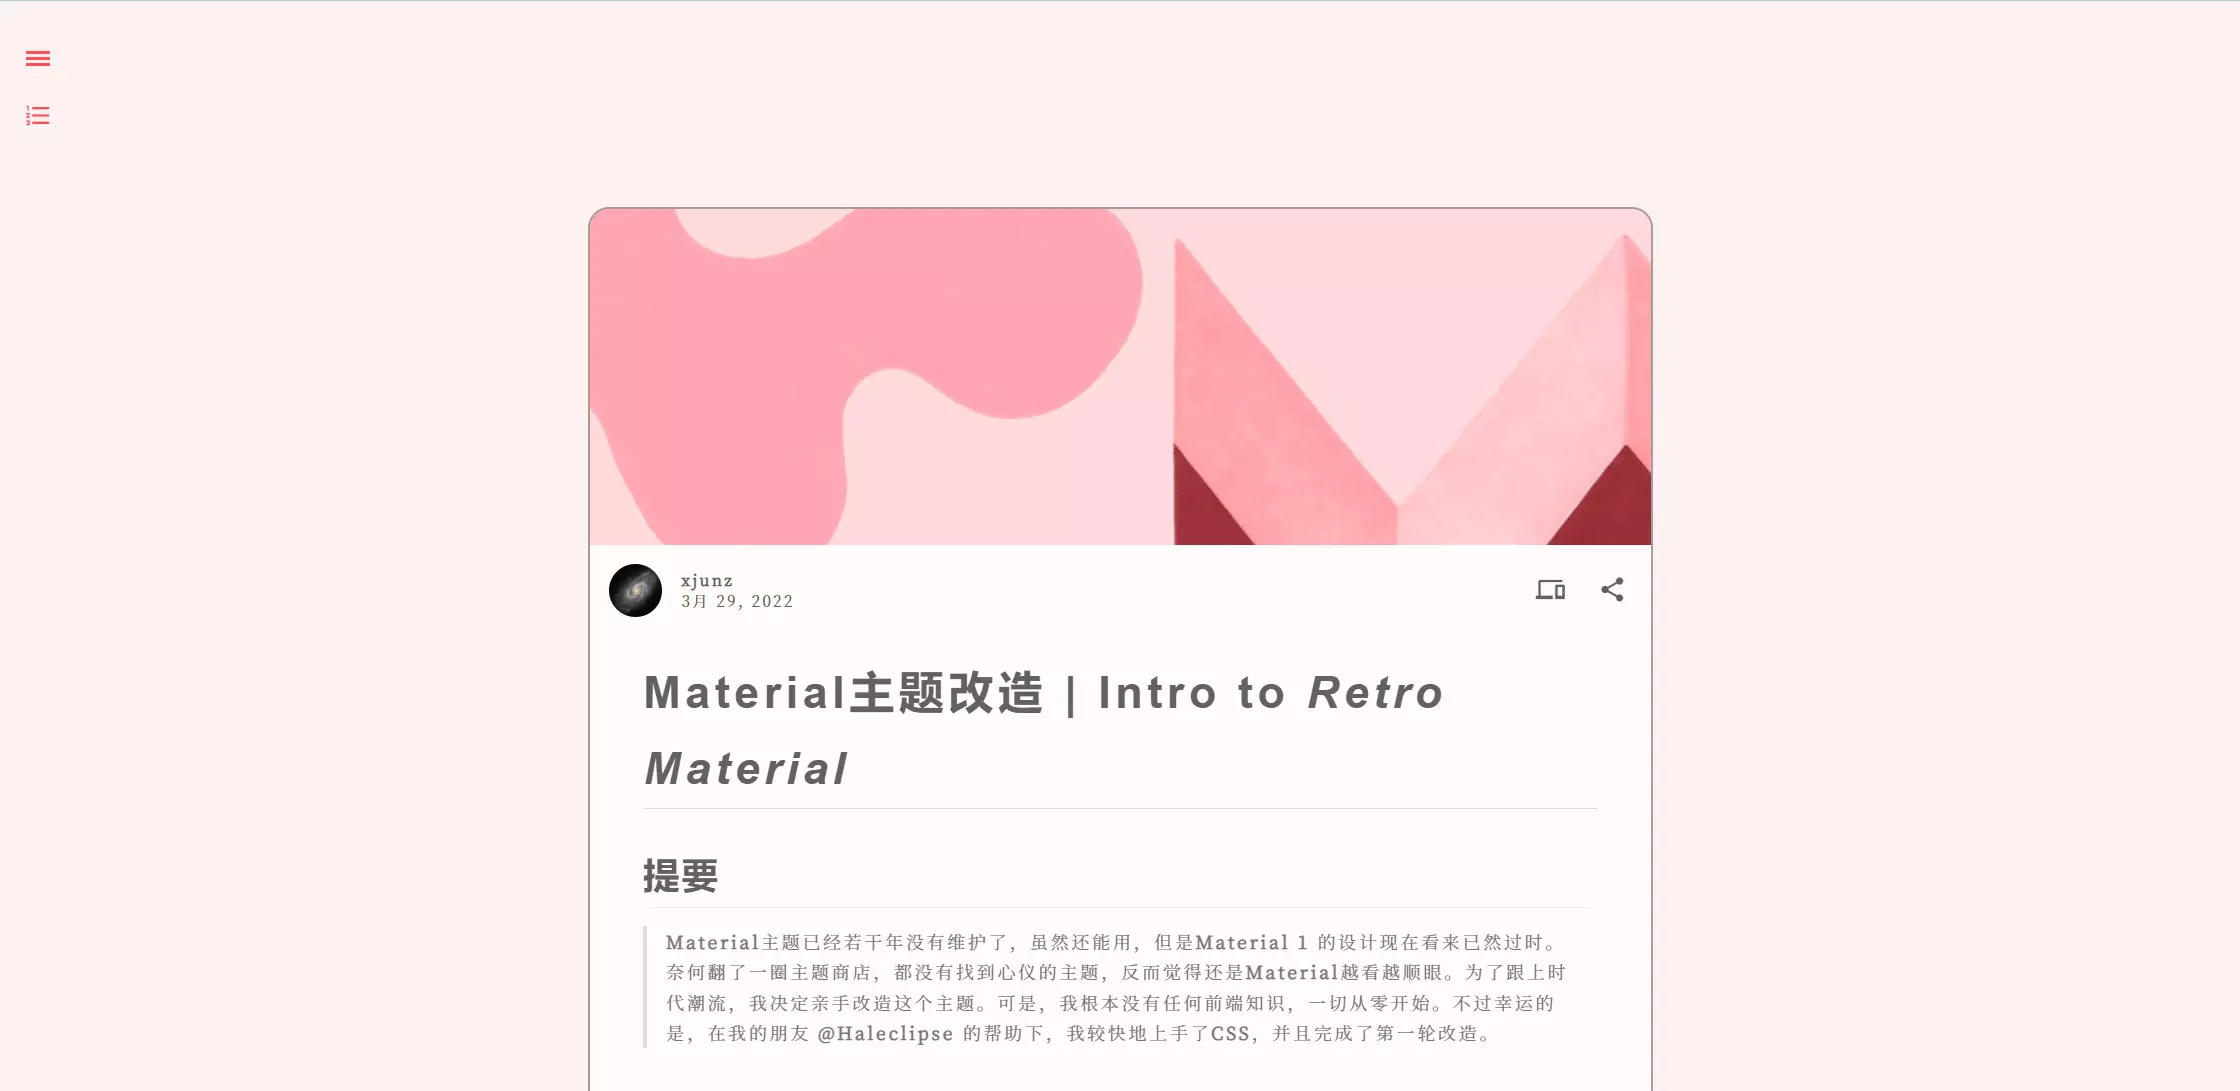 xjunz
3月 29, 2022
Material主题改造 | Intro to Retro
Material
提要
Material主题已经若干年没有维护了，虽然还能用，但是Material 1 的设计现在看来已然过时。
奈何翻了一圈主题商店，都没有找到心仪的主题，反而觉得还是Material越看越顺眼。为了跟上时
代潮流，我决定亲手改造这个主题。可是，我根本没有任何前端知识，一切从零开始。不过幸运的
是，在我的朋友 @Haleclipse 的帮助下，我较快地上手了CSS，并且完成了第一轮改造。